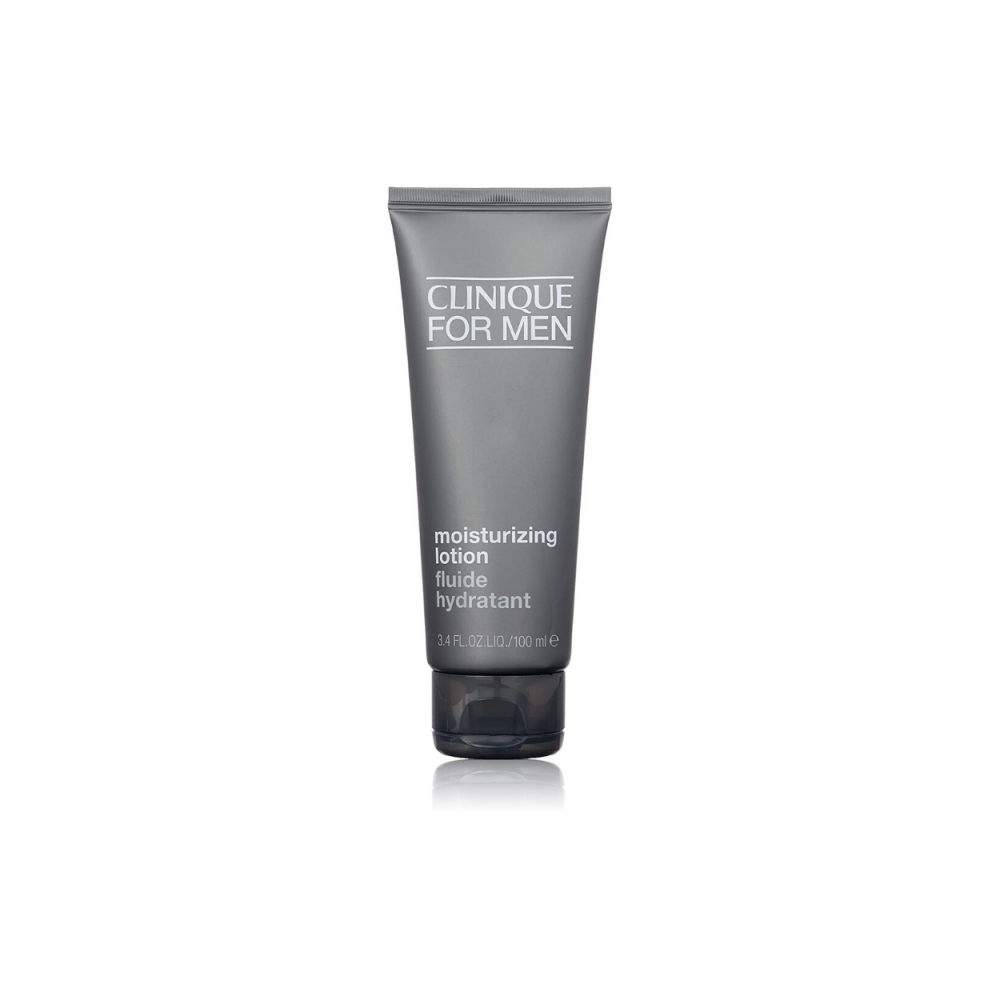 CLINIQUE
FOR MEN
moisturizing
lotion
fluide
hydratant
3.4 FL.OZ.LIQ./100 ml ℮